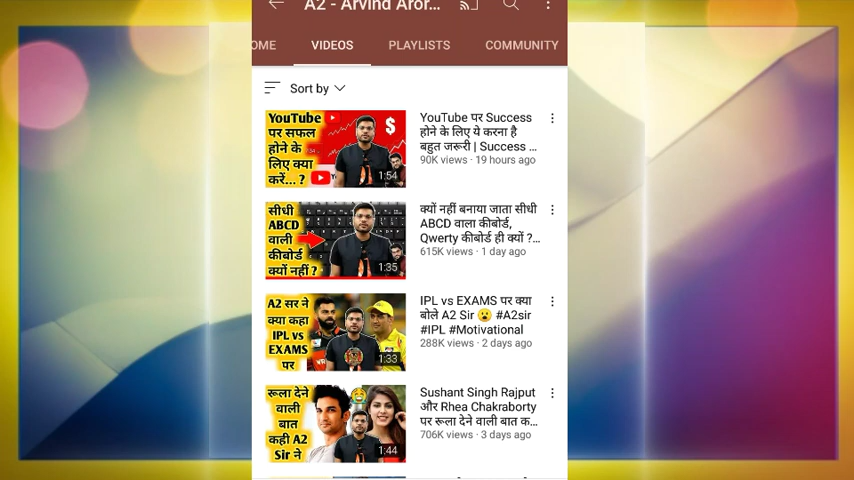 A2 - Arvind Aror...
OME VIDEOS PLAYLISTS COMMUNITY
Sort by
YouTube
पर सफल
होने के
लिए क्या
करें...?
$
1:54
YouTube पर Success
होने के लिए ये करना है
बहुत जरूरी | Success ...
90K views · 19 hours ago
सीधी
ABCD
वाली
कीबोर्ड
क्यों नहीं ?
1:35
क्यों नहीं बनाया जाता सीधी
ABCD वाला कीबोर्ड,
Qwerty कीबोर्ड ही क्यों ?...
615K views · 1 day ago
A2 सर ने
क्या कहा
IPL vs
EXAMS
पर
1:33
IPL vs EXAMS पर क्या
बोले A2 Sir 😮 #A2sir
#IPL #Motivational
288K views · 2 days ago
रूला देने
वाली
बात
कही A2
Sir ने
1:44
Sushant Singh Rajput
और Rhea Chakraborty
पर रूला देने वाली बात क...
706K views · 3 days ago